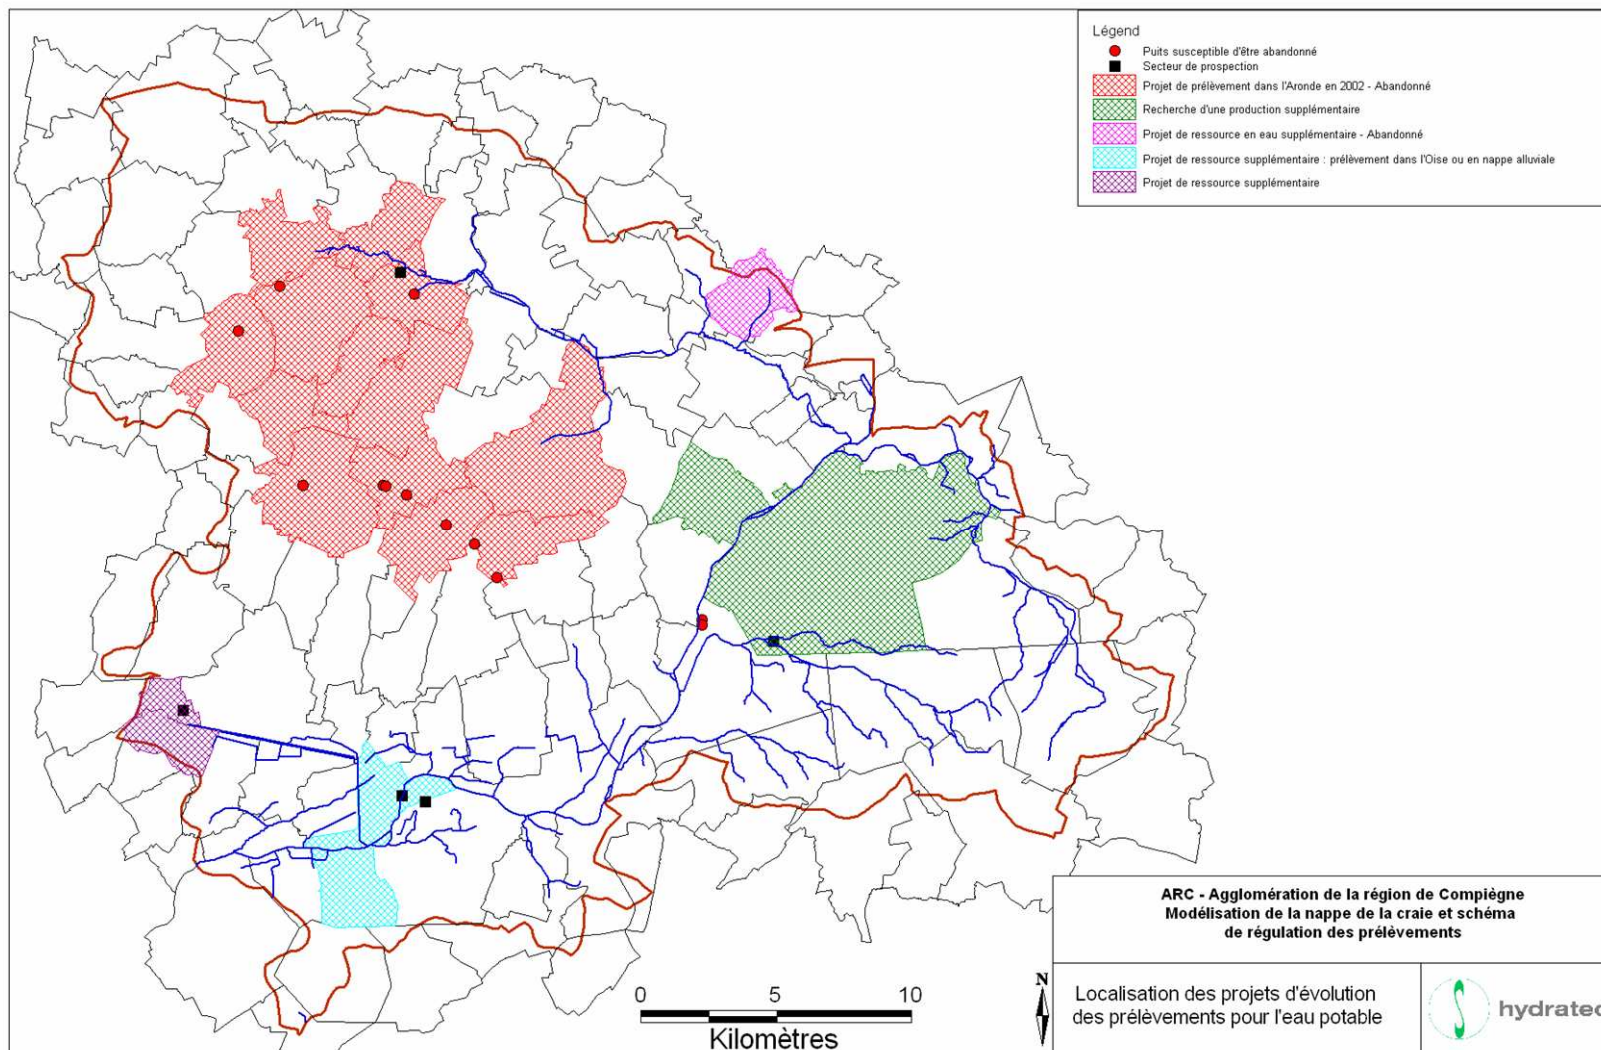 Légend
Puits susceptible d'être abandonné
Secteur de prospection
Projet de prélèvement dans l'Aronde en 2002 - Abandonné
Recherche d'une production supplémentaire
Projet de ressource en eau supplémentaire - Abandonné
Projet de ressource supplémentaire : prélèvement dans l'Oise ou en nappe alluviale
Projet de ressource supplémentaire
ARC - Agglomération de la région de Compiègne
Modélisation de la nappe de la craie et schéma
de régulation des prélèvements
0 5 10
Kilomètres
N
Localisation des projets d'évolution
des prélèvements pour l'eau potable
hydratec